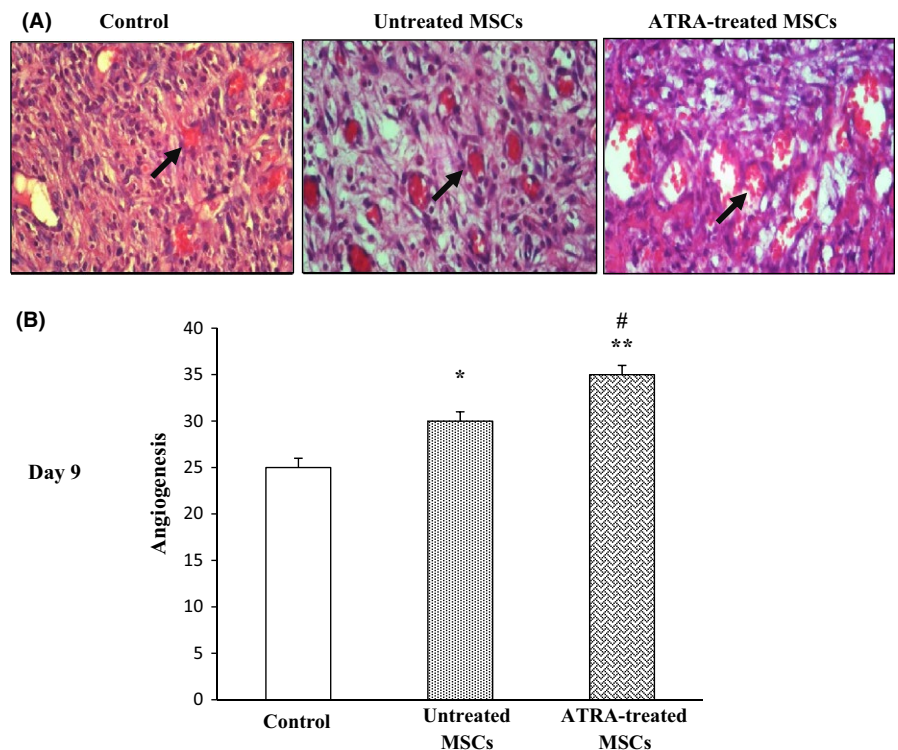 (A)
Control
Untreated MSCs
ATRA-treated MSCs
(B)
Day 9
Angiogenesis
40
35
30
25
20
15
10
5
0
*
#
**
Control
Untreated
MSCs
ATRA-treated
MSCs